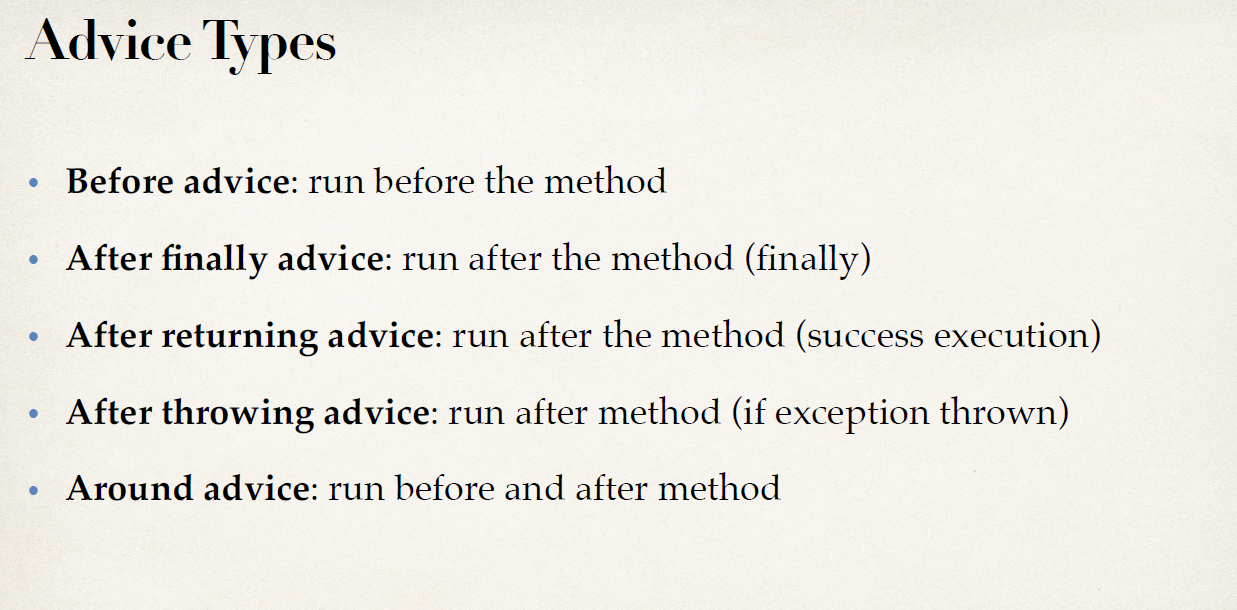 Advice Types
• Before advice: run before the method
• After finally advice: run after the method (finally)
• After returning advice: run after the method (success execution)
• After throwing advice: run after method (if exception thrown)
• Around advice: run before and after method